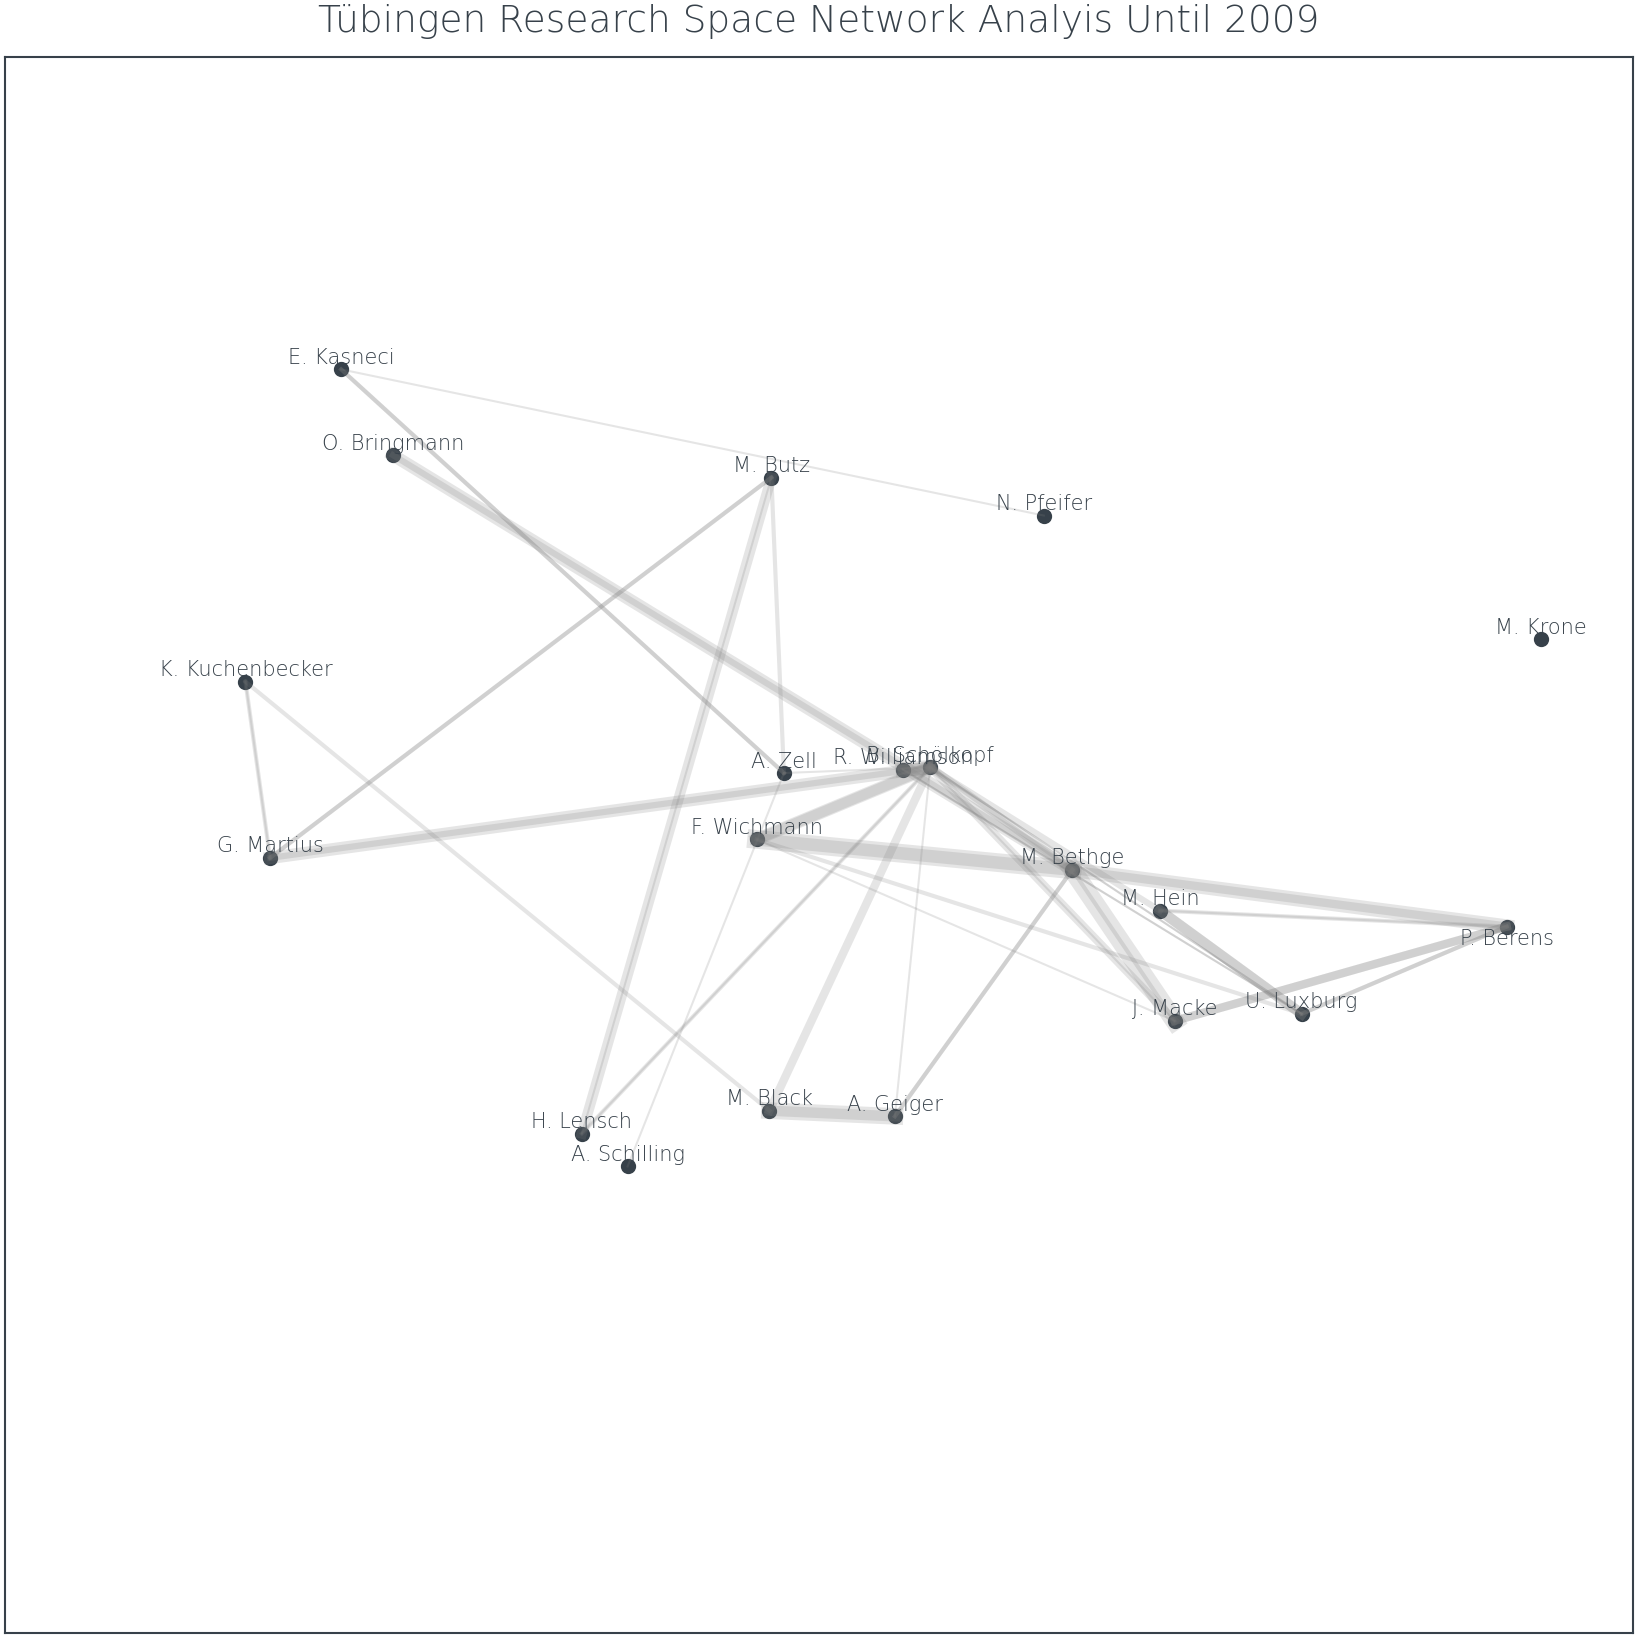 Tübingen Research Space Network Analyis Until 2009
E. Kasneci
O. Bringmann
M. Butz
N. Pfeifer
M. Krone
K. Kuchenbecker
A. Zell
R. Williamson
B. Schölkopf
F. Wichmann
G. Martius
M. Bethge
M. Hein
P. Berens
J. Macke
U. Luxburg
M. Black
A. Geiger
H. Lensch
A. Schilling